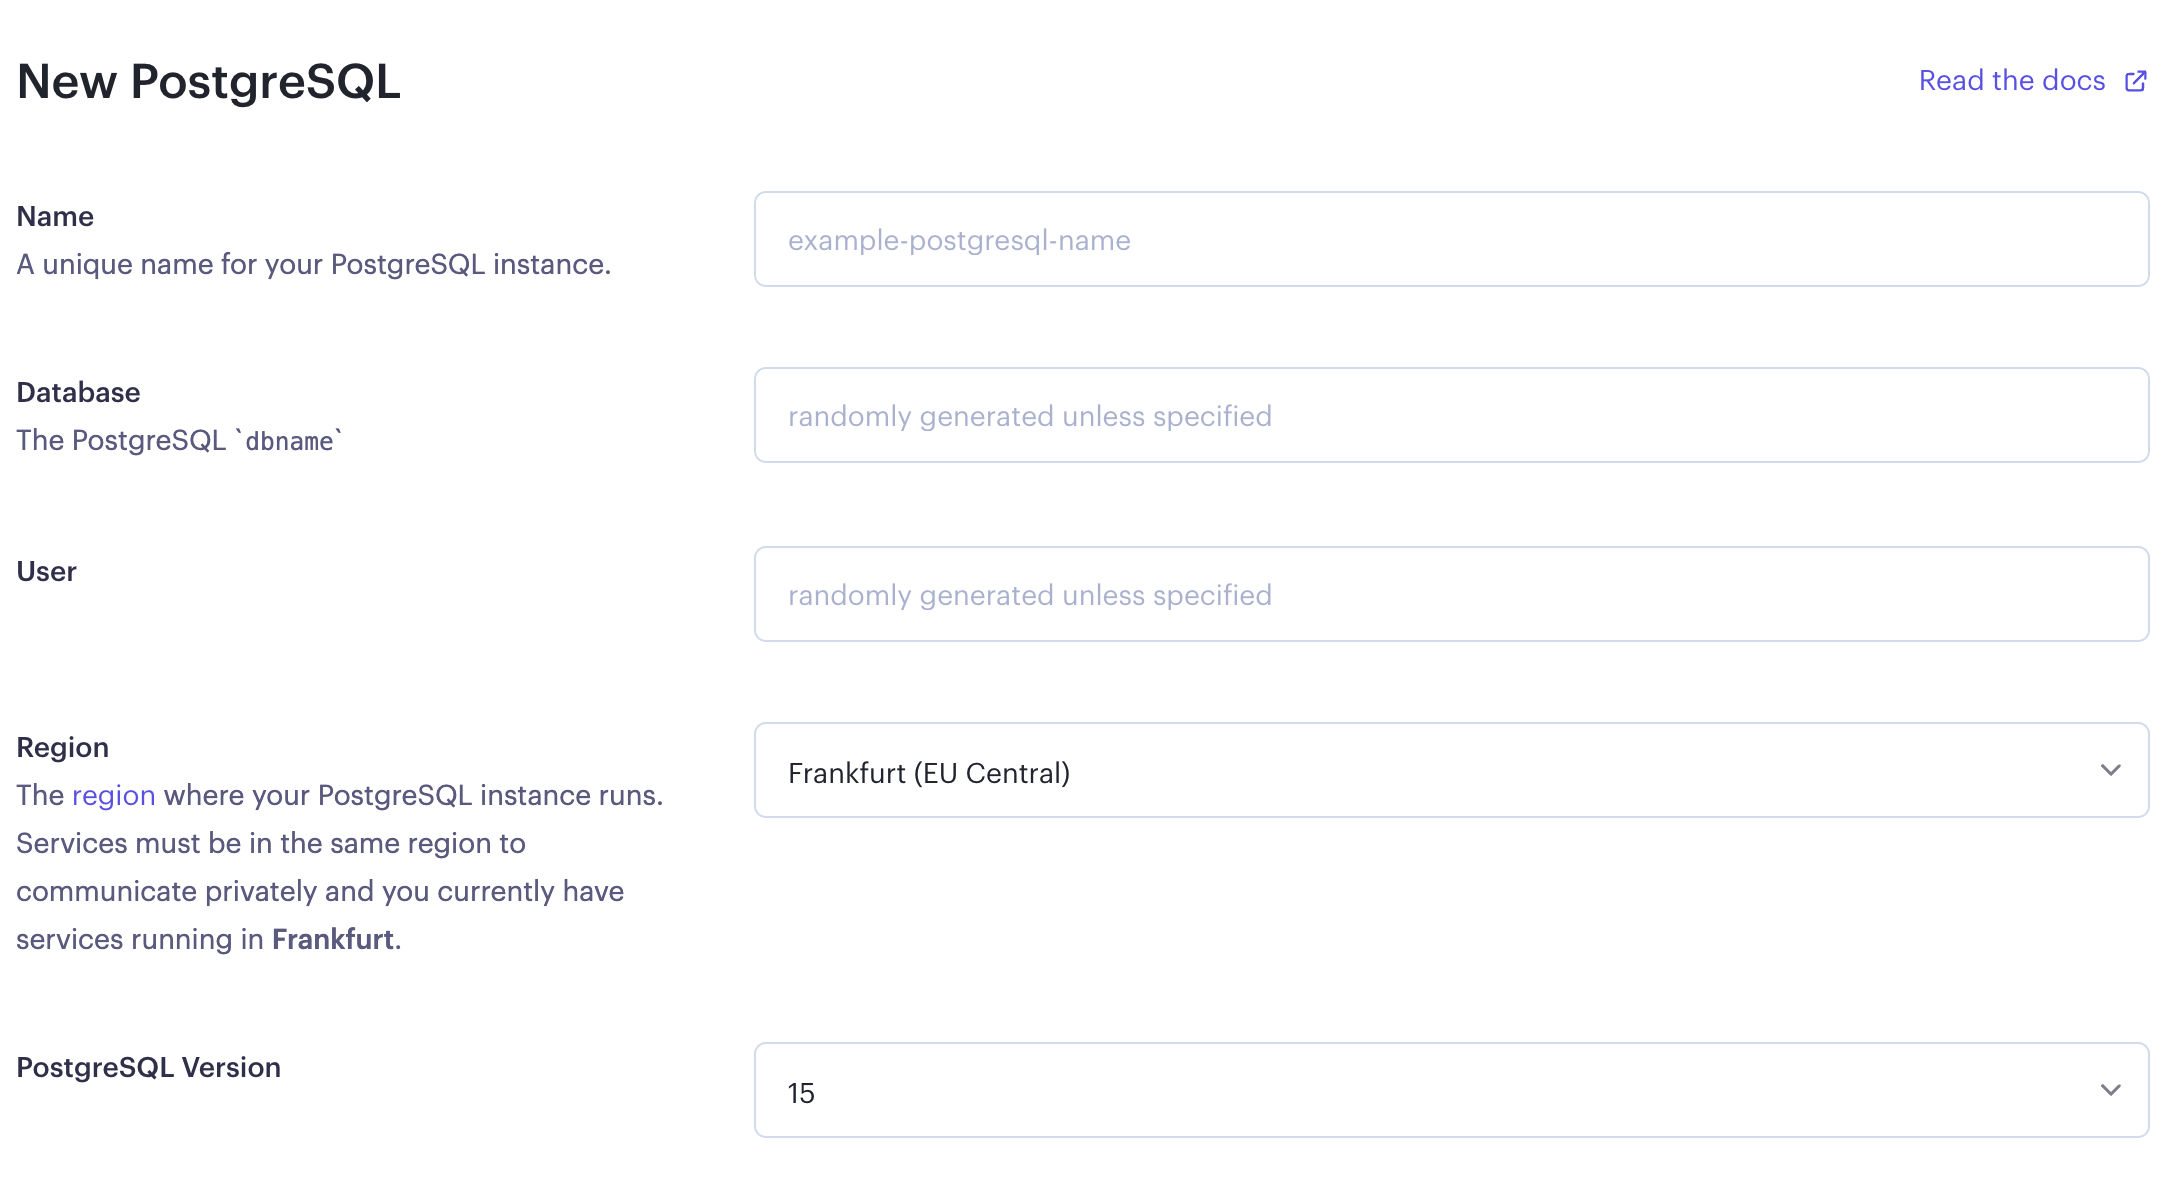 New PostgreSQL
Read the docs
Name
A unique name for your PostgreSQL instance.
example-postgresql-name
Database
The PostgreSQL `dbname`
randomly generated unless specified
User
randomly generated unless specified
Region
The region where your PostgreSQL instance runs.
Services must be in the same region to
communicate privately and you currently have
services running in Frankfurt.
Frankfurt (EU Central)
PostgreSQL Version
15